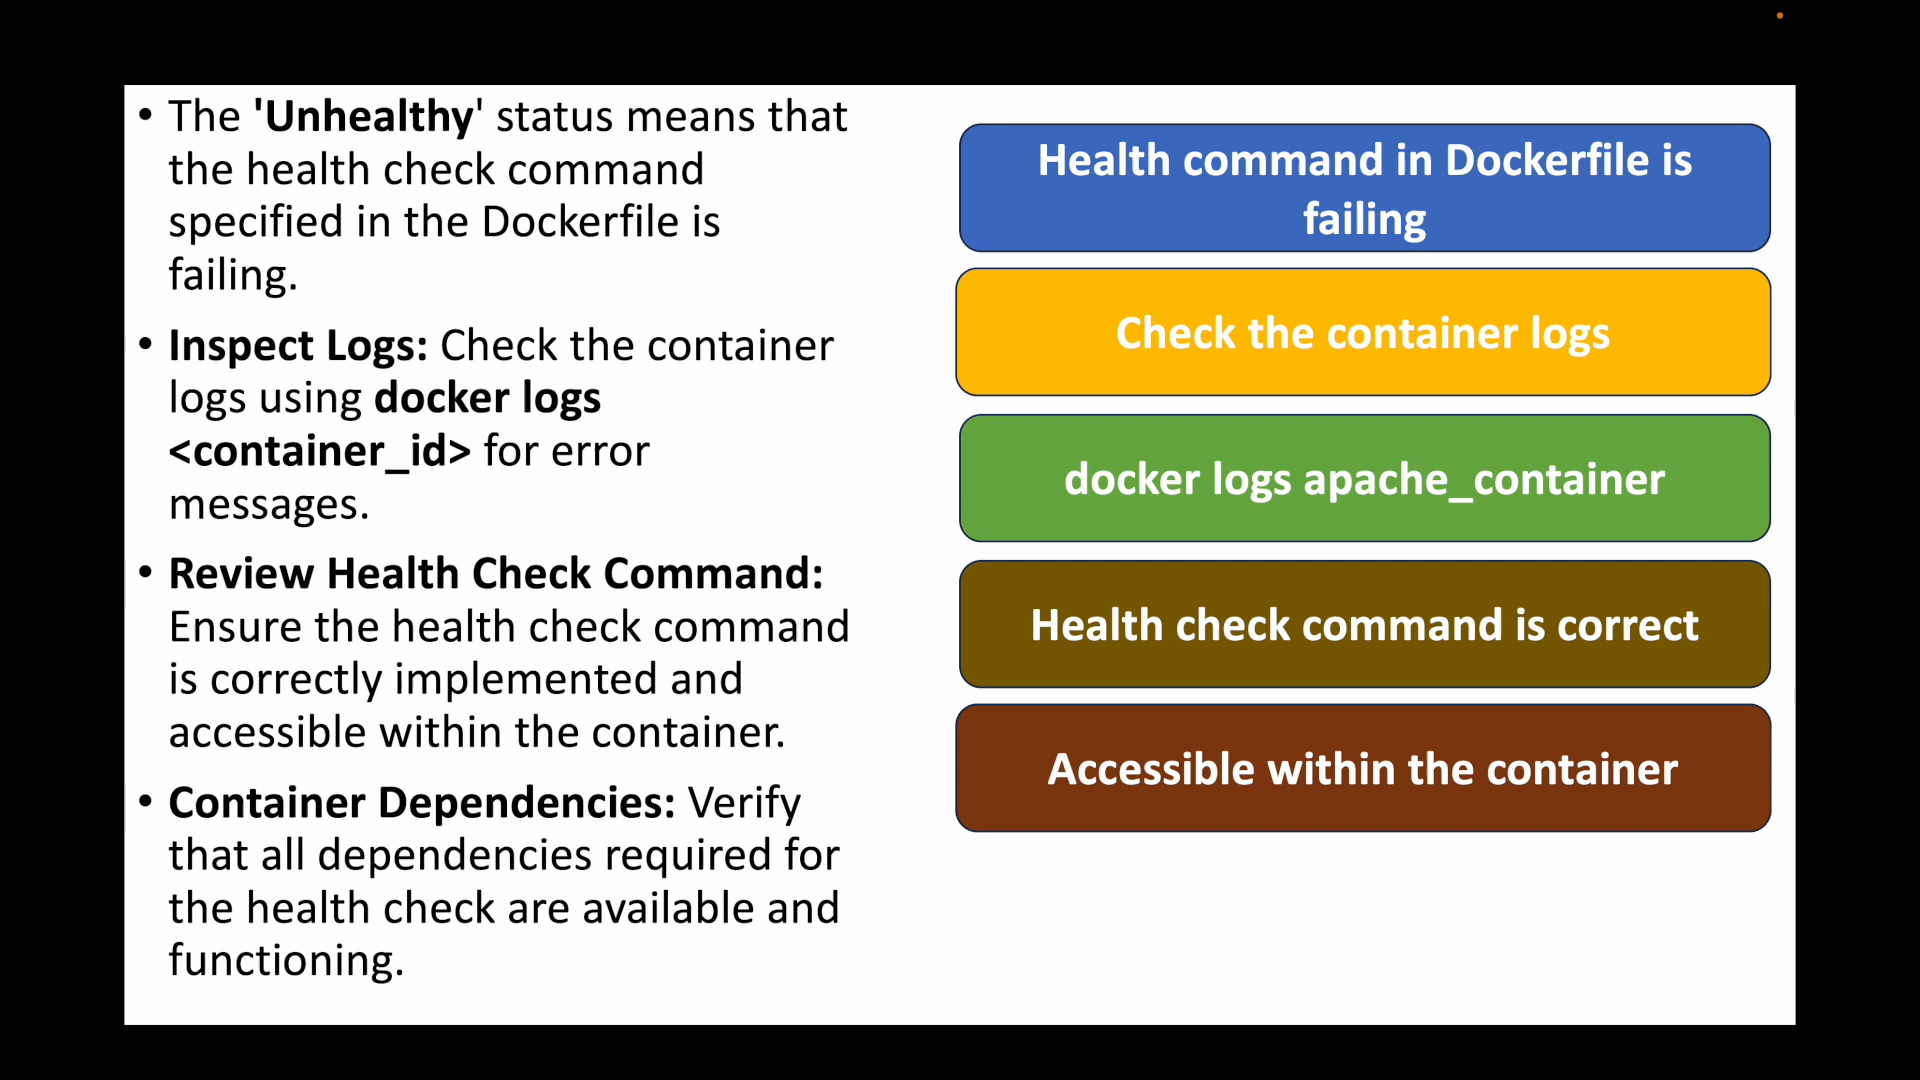 • The 'Unhealthy' status means that
the health check command
specified in the Dockerfile is
failing.
• Inspect Logs: Check the container
logs using docker logs
<container_id> for error
messages.
• Review Health Check Command:
Ensure the health check command
is correctly implemented and
accessible within the container.
• Container Dependencies: Verify
that all dependencies required for
the health check are available and
functioning.
Health command in Dockerfile is
failing
Check the container logs
docker logs apache_container
Health check command is correct
Accessible within the container